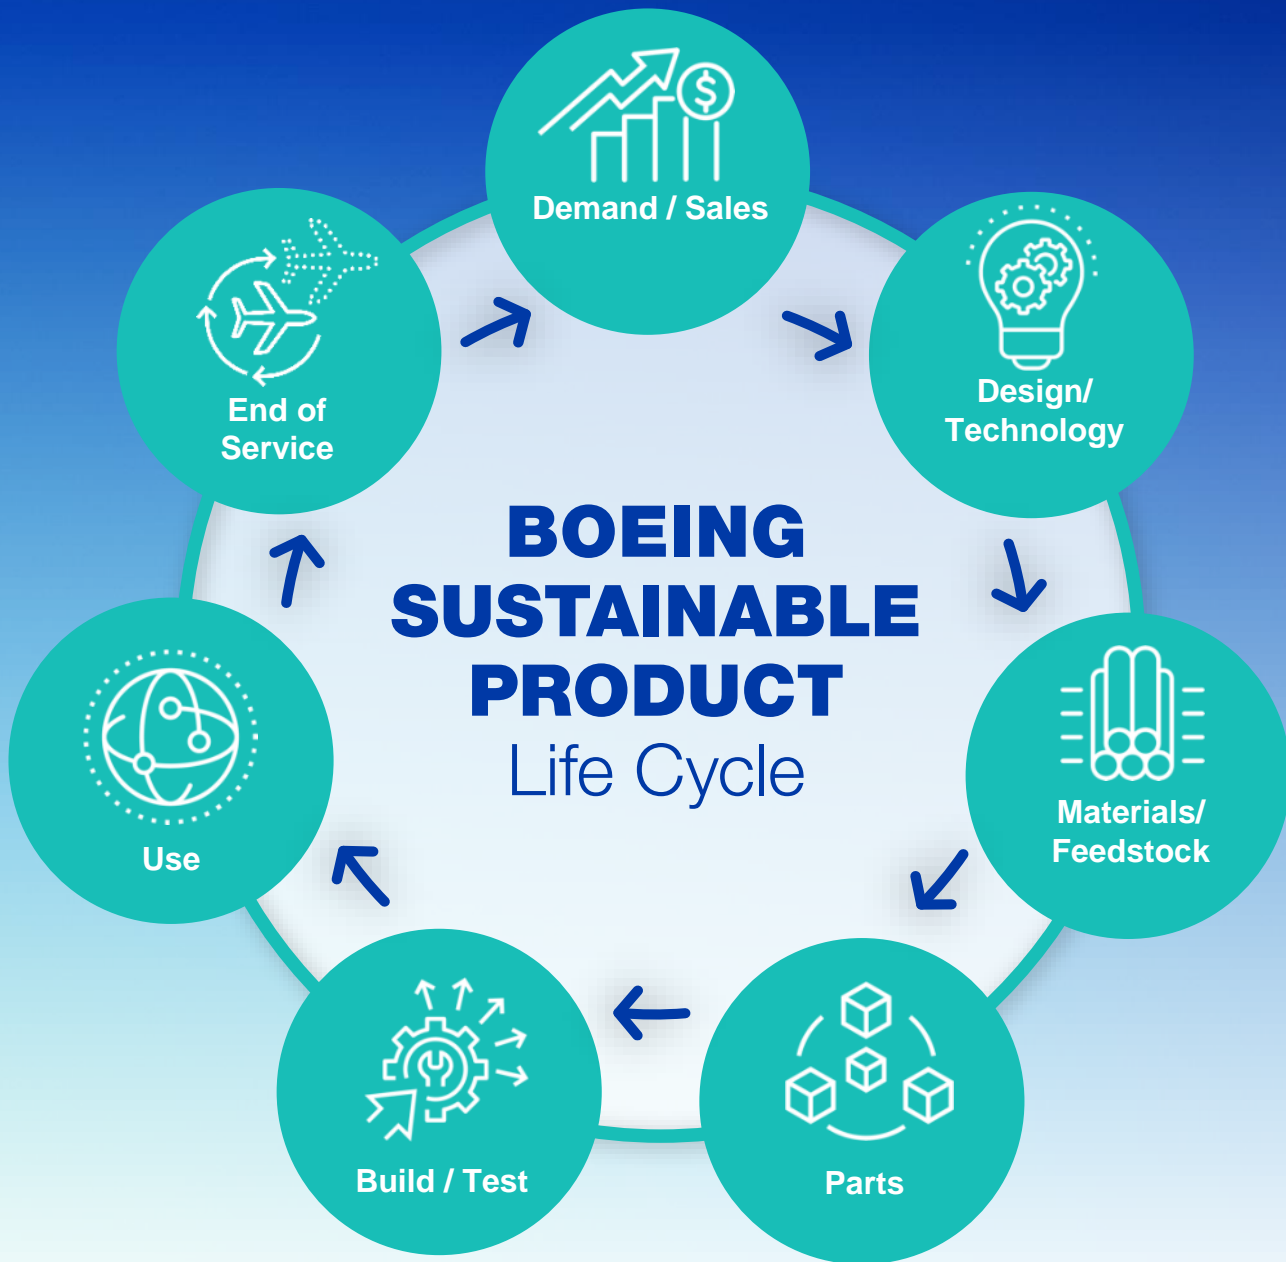 Demand / Sales
Design/
Technology
Materials/
Feedstock
Parts
Build / Test
Use
End of
Service
BOEING
SUSTAINABLE
PRODUCT
Life Cycle
$